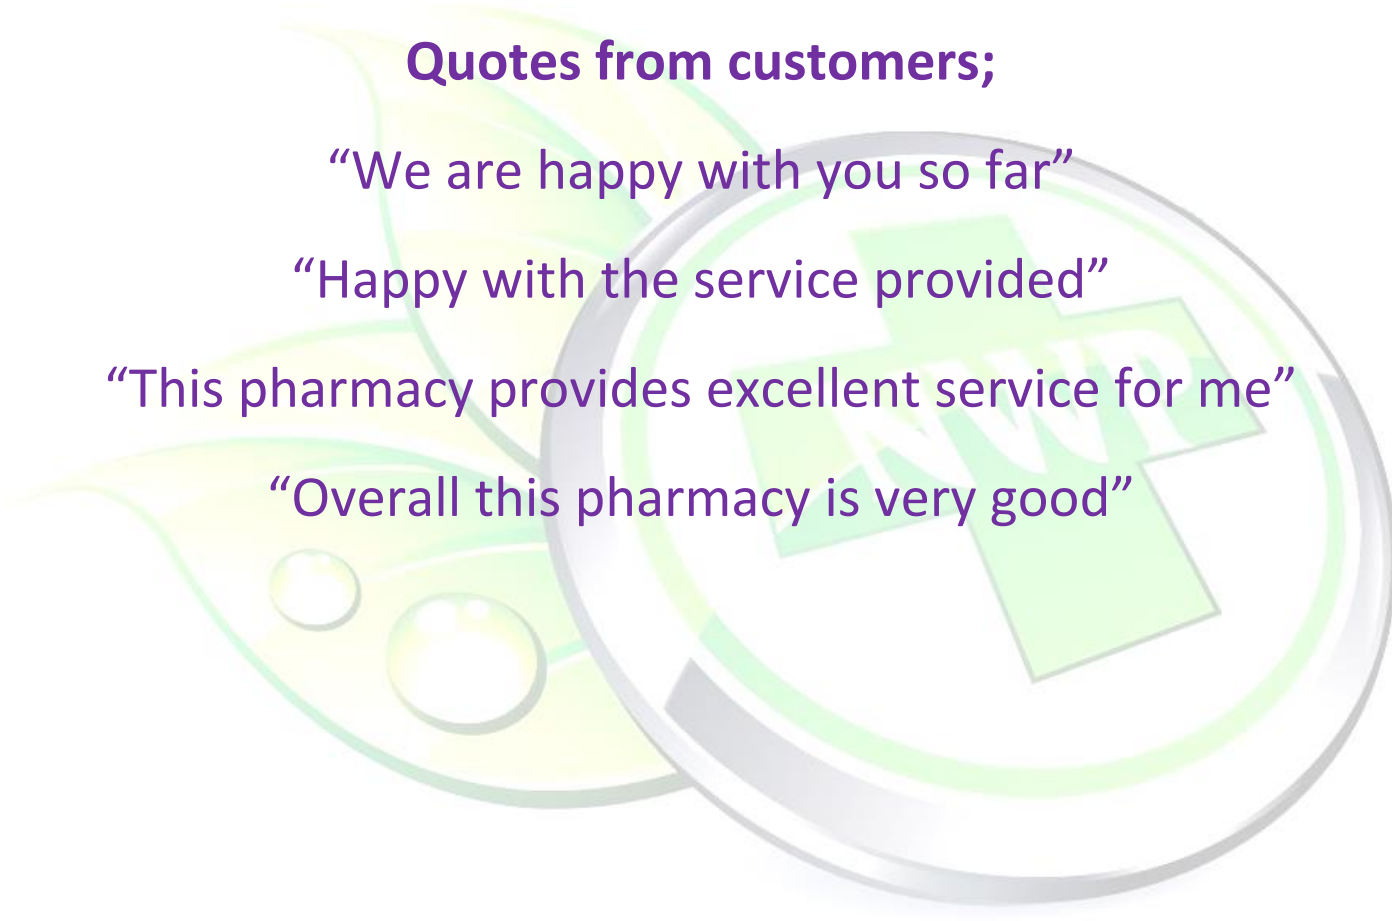 Quotes from customers;
“We are happy with you so far”
“Happy with the service provided”
“This pharmacy provides excellent service for me”
“Overall this pharmacy is very good”
NWP